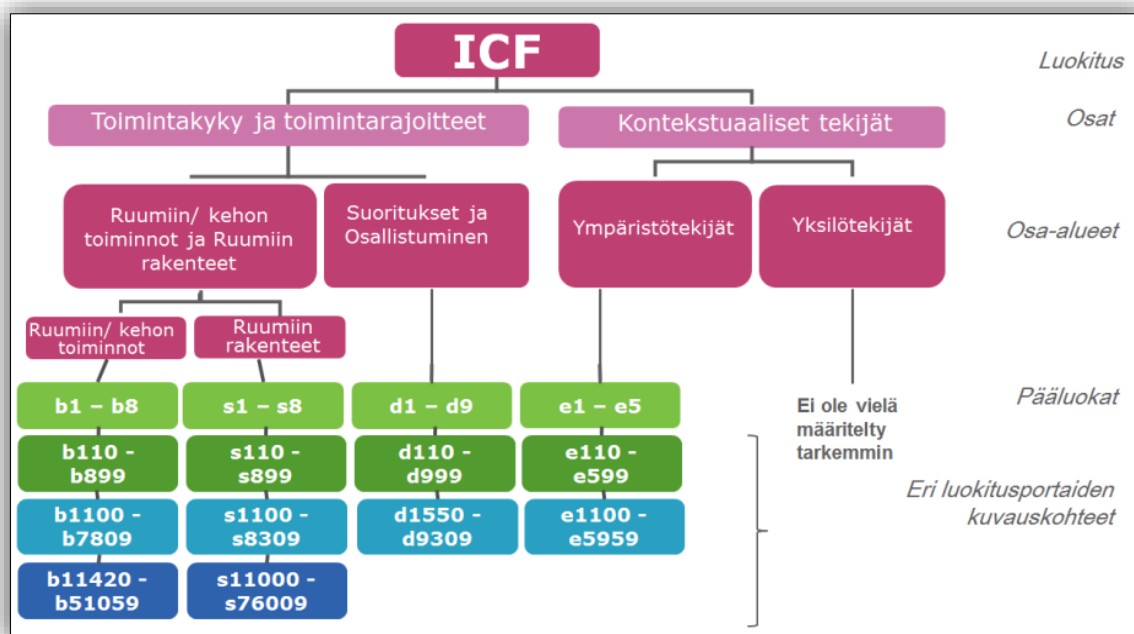 ICF
Luokitus
Toimintakyky ja toimintarajoitteet
Kontekstuaaliset tekijät
Osat
Ruumiin/ kehon
toiminnot ja Ruumiin
rakenteet
Suoritukset ja
Osallistuminen
Ympäristötekijät
Yksilötekijät
Osa-alueet
Ruumiin/ kehon
toiminnot
Ruumiin
rakenteet
b1 – b8
s1 – s8
d1 – d9
e1 – e5
Ei ole vielä
määritelty
tarkemmin
Pääluokat
b110 -
b899
s110 -
s899
d110 -
d999
e110 -
e599
Eri luokitusportaiden
kuvauskohteet
b1100 -
b7809
s1100 -
s8309
d1550 -
d9309
e1100 -
e5959
b11420 -
b51059
s11000 -
s76009